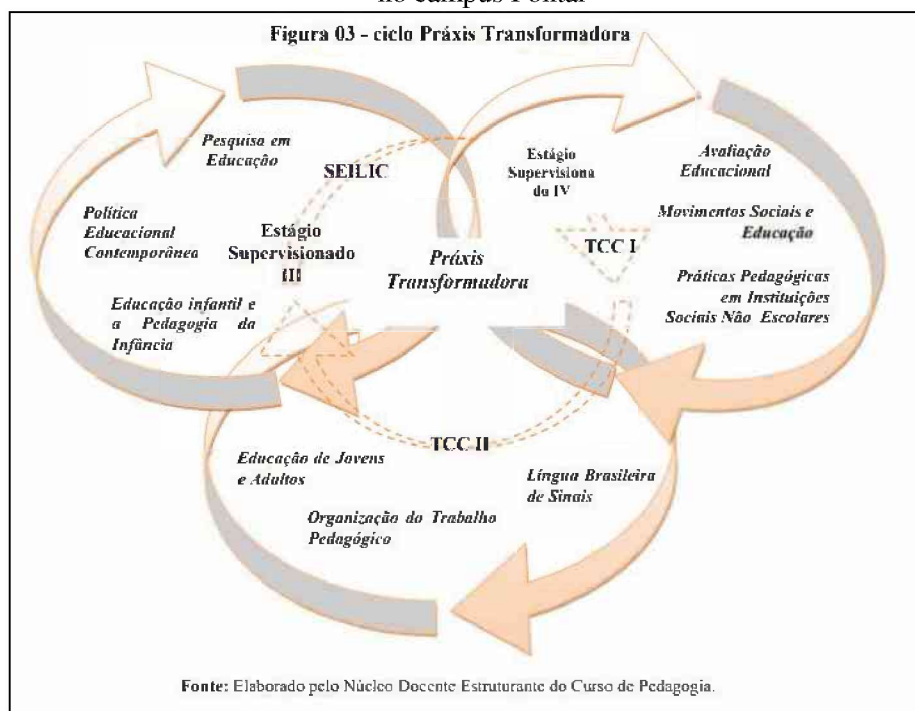 no campus Pontal
Figura 03 - ciclo Práxis Transformadora
Pesquisa em
Educação
SEILIC
Política
Educacional
Contemporânea
Estágio
Supervisionado
III
Educação infantil e
a Pedagogia da
Infância
Práxis
Transformadora
Estágio
Supervisiona
do IV
TCC I
Avaliação
Educacional
Movimentos Sociais e
Educação
Práticas Pedagógicas
em Instituições
Sociais Não Escolares
TCC II
Educação de Jovens
e Adultos
Língua Brasileira
de Sinais
Organização do Trabalho
Pedagógico
Fonte: Elaborado pelo Núcleo Docente Estruturante do Curso de Pedagogia.